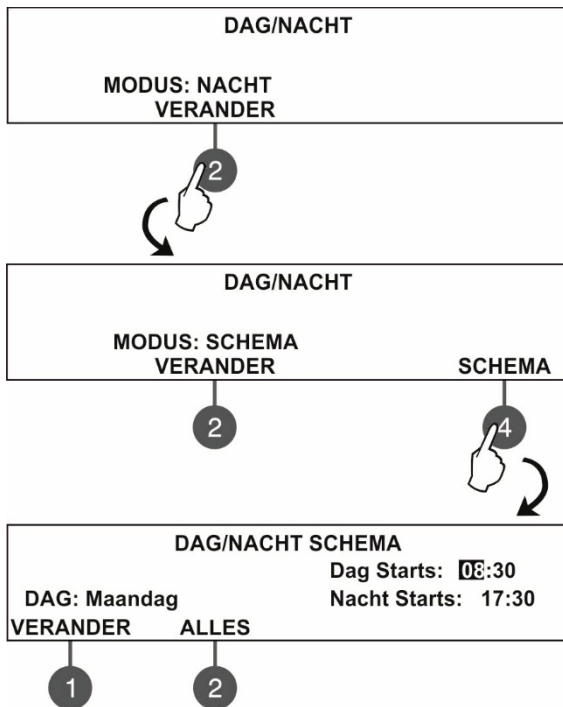 DAG/NACHT
MODUS: NACHT
VERANDER
2
DAG/NACHT
MODUS: SCHEMA
VERANDER SCHEMA
2 4
DAG/NACHT SCHEMA
Dag Starts: 08:30
DAG: Maandag Nacht Starts: 17:30
VERANDER ALLES
1 2